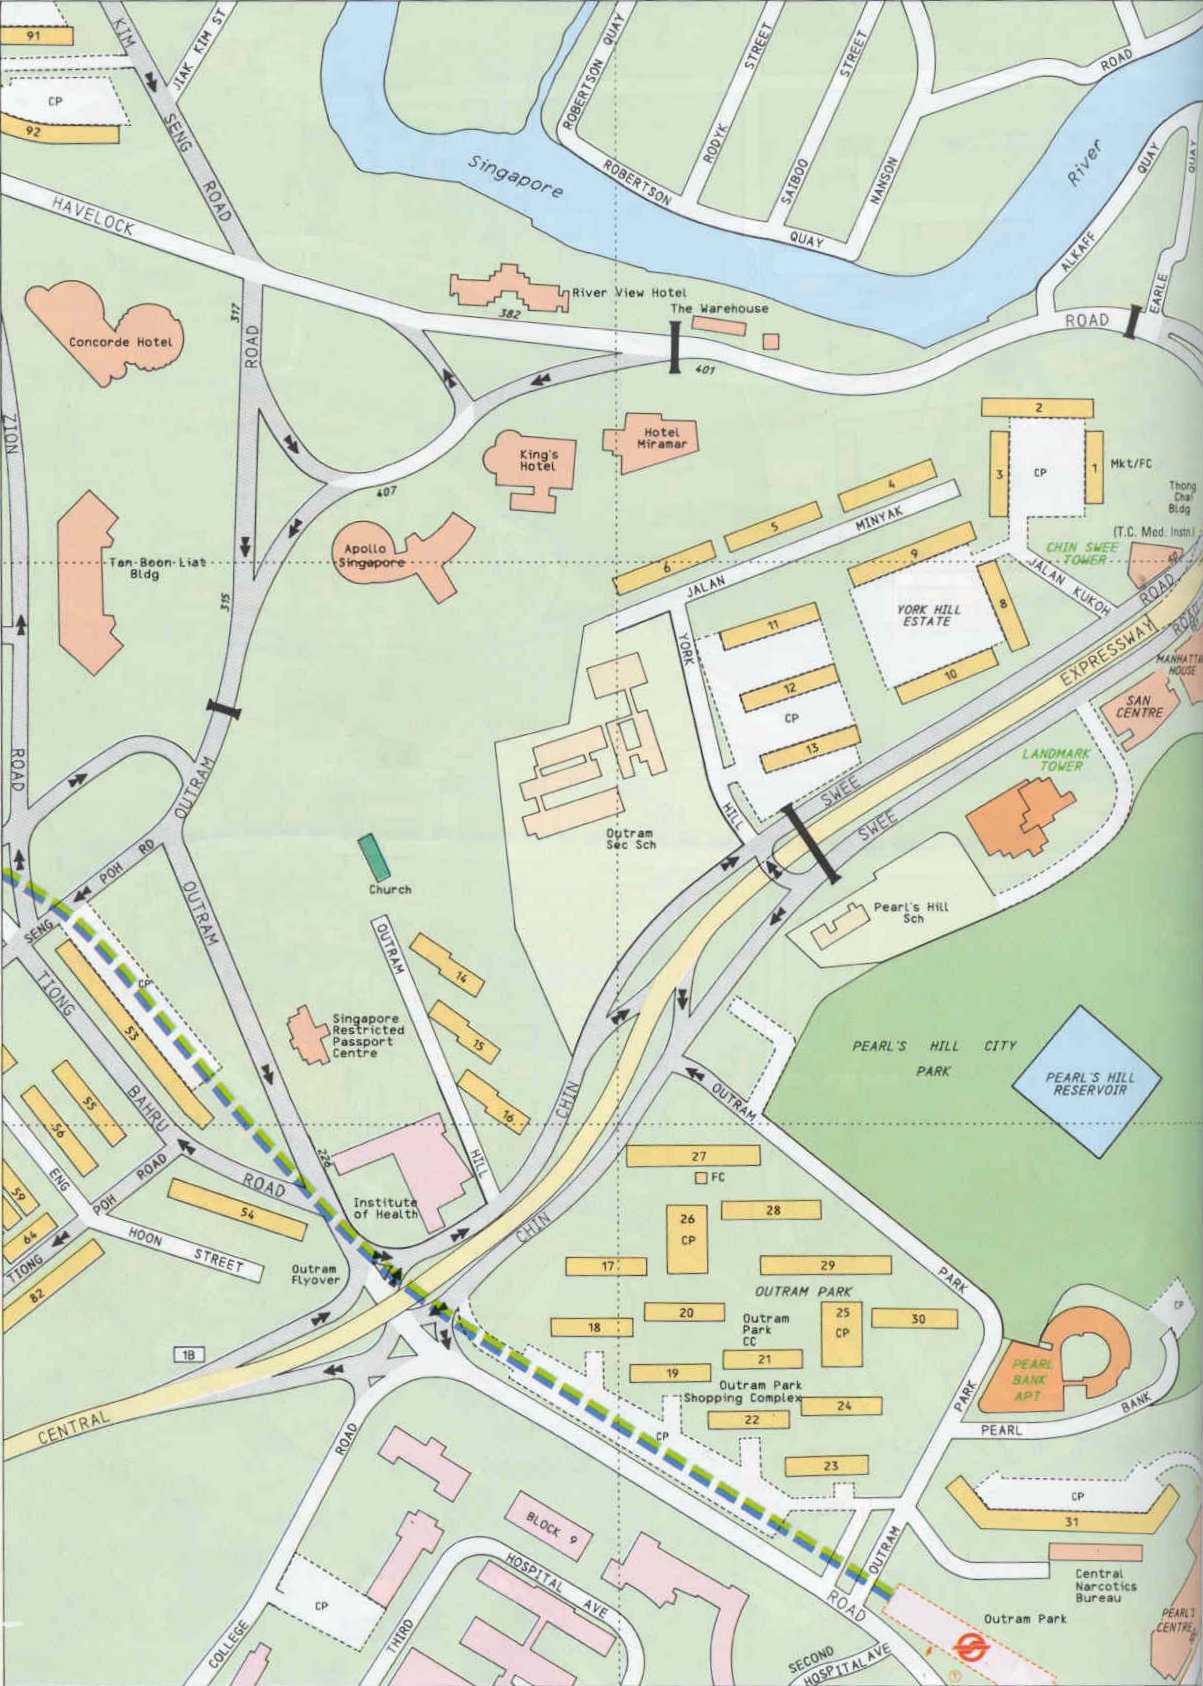 91
KIM
JIAK KIM ST
CP
92
SENG
ROAD
HAVELOCK
Singapore
ROBERTSON QUAY
RODYK
STREET
SAIBOO
STREET
NANSON
ROAD
ROBERTSON
QUAY
River
ALKAFF
QUAY
QUAY
EARLE
ROAD
Concorde Hotel
317
ROAD
River View Hotel
382
The Warehouse
401
ZION
King's
Hotel
Hotel
Miramar
407
Apollo
Singapore
Tan Boon Liat
Bldg
315
2
3
CP
1
Mkt/FC
Thong
Chai
Bldg
(T.C. Med. Instn)
CHIN SWEE
TOWER
4
5
6
JALAN
MINYAK
9
8
YORK HILL
ESTATE
10
JALAN KUKOH
ROAD
EXPRESSWAY
ROAD
MANHATTAN
HOUSE
SAN
CENTRE
YORK
11
12
CP
13
HILL
SWEE
SWEE
LANDMARK
TOWER
ROAD
OUTRAM
POH RD
SENG
OUTRAM
Outram
Sec Sch
Church
Pearl's Hill
Sch
OUTRAM
14
15
16
HILL
CP
53
TIONG
BAHRU
ROAD
Singapore
Restricted
Passport
Centre
CHIN
PEARL'S HILL CITY
PARK
PEARL'S HILL
RESERVOIR
55
56
59
64
82
ENG
POH
ROAD
TIONG
HOON
STREET
54
226
Institute
of Health
CHIN
OUTRAM
27
FC
26
CP
28
17
29
OUTRAM PARK
PARK
20
18
Outram
Park
CC
25
CP
30
21
19
Outram Park
Shopping Complex
24
22
CP
23
Outram
Flyover
1B
CENTRAL
ROAD
PARK
PEARL
BANK
APT
CP
PEARL
BANK
CP
31
OUTRAM
BLOCK 9
HOSPITAL
AVE
CP
COLLEGE
THIRD
ROAD
SECOND
HOSPITAL AVE
Central
Narcotics
Bureau
Outram Park
PEARL'S
CENTRE